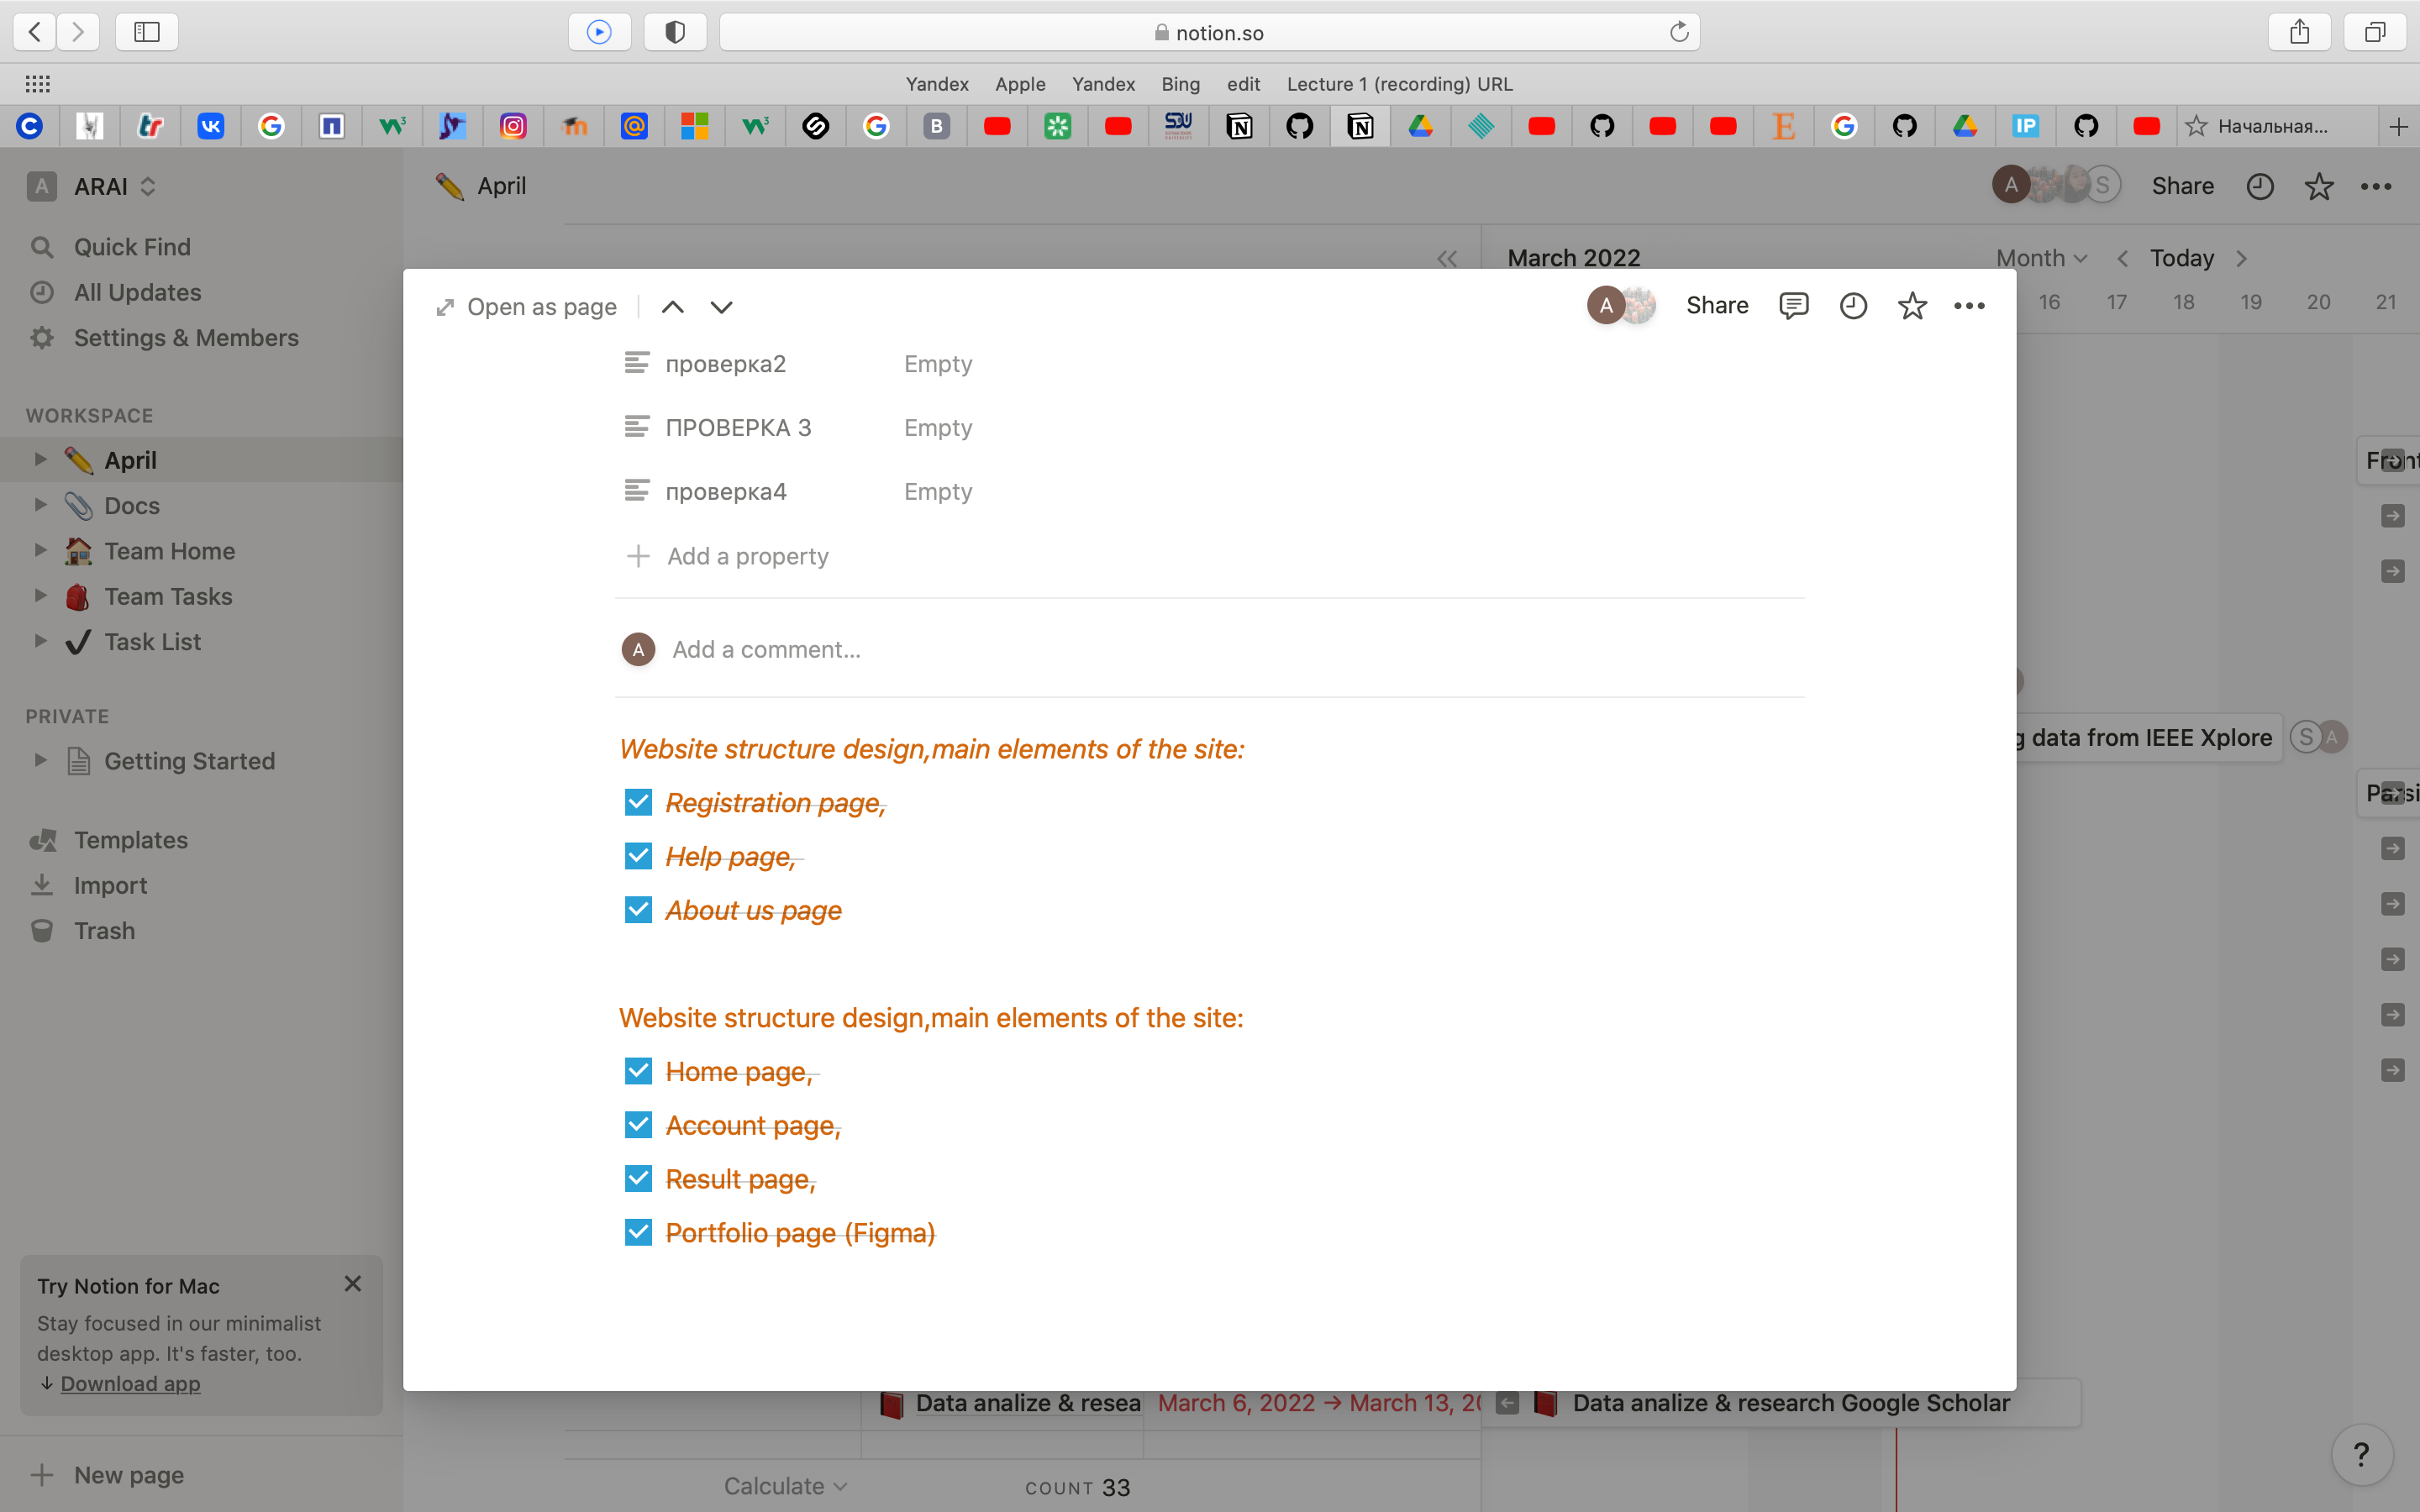 notion.so
Yandex Apple Yandex Bing edit Lecture 1 (recording) URL
Начальная...
A ARAI
April
A S Share
Quick Find
All Updates
Settings & Members
WORKSPACE
April
Docs
Team Home
Team Tasks
Task List
PRIVATE
Getting Started
Templates
Import
Trash
Try Notion for Mac
Stay focused in our minimalist
desktop app. It's faster, too.
Download app
New page
March 2022 Month Today
16 17 18 19 20 21
Open as page
A Share
проверка2 Empty
ПРОВЕРКА 3 Empty
проверка4 Empty
Add a property
A Add a comment...
Website structure design,main elements of the site:
Registration page,
Help page,
About us page
Website structure design,main elements of the site:
Home page,
Account page,
Result page,
Portfolio page (Figma)
data from IEEE Xplore S A
Data analize & resea March 6, 2022 → March 13, 20
Data analize & research Google Scholar
Calculate COUNT 33
?